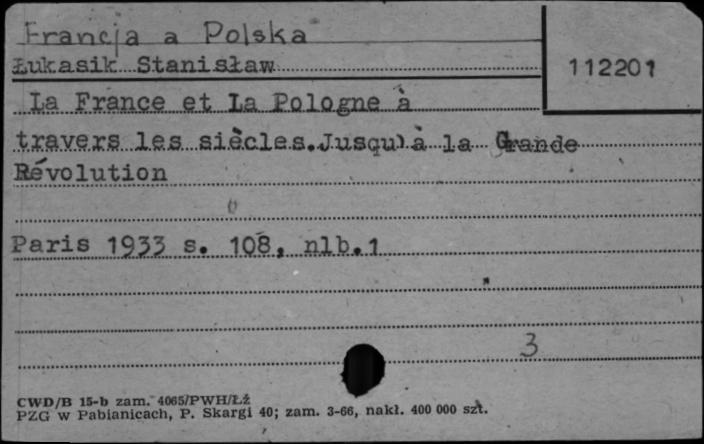 Francja a Polska
Łukasik Stanisław
112201
La France et La Pologne à
travers les siècles.Jusqu'à la Grande
Révolution
Paris 1933 s. 108, nlb.1
3
CWD/B 15-b zam. 4065/PWH/Łź
PZG w Pabianicach, P. Skargi 40; zam. 3-66, nakł. 400 000 szt.